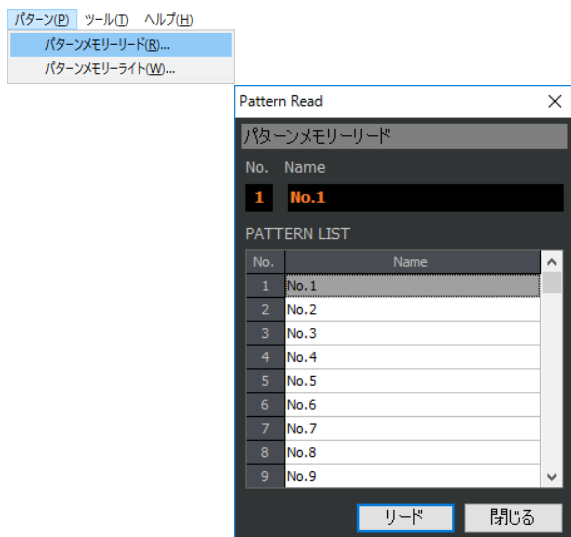 パターン(P) ツール(T) ヘルプ(H)
パターンメモリーリード(R)...
パターンメモリーライト(W)...
Pattern Read
パターンメモリーリード
No. Name
1 No.1
PATTERN LIST
No. Name
1 No.1
2 No.2
3 No.3
4 No.4
5 No.5
6 No.6
7 No.7
8 No.8
9 No.9
リード 閉じる